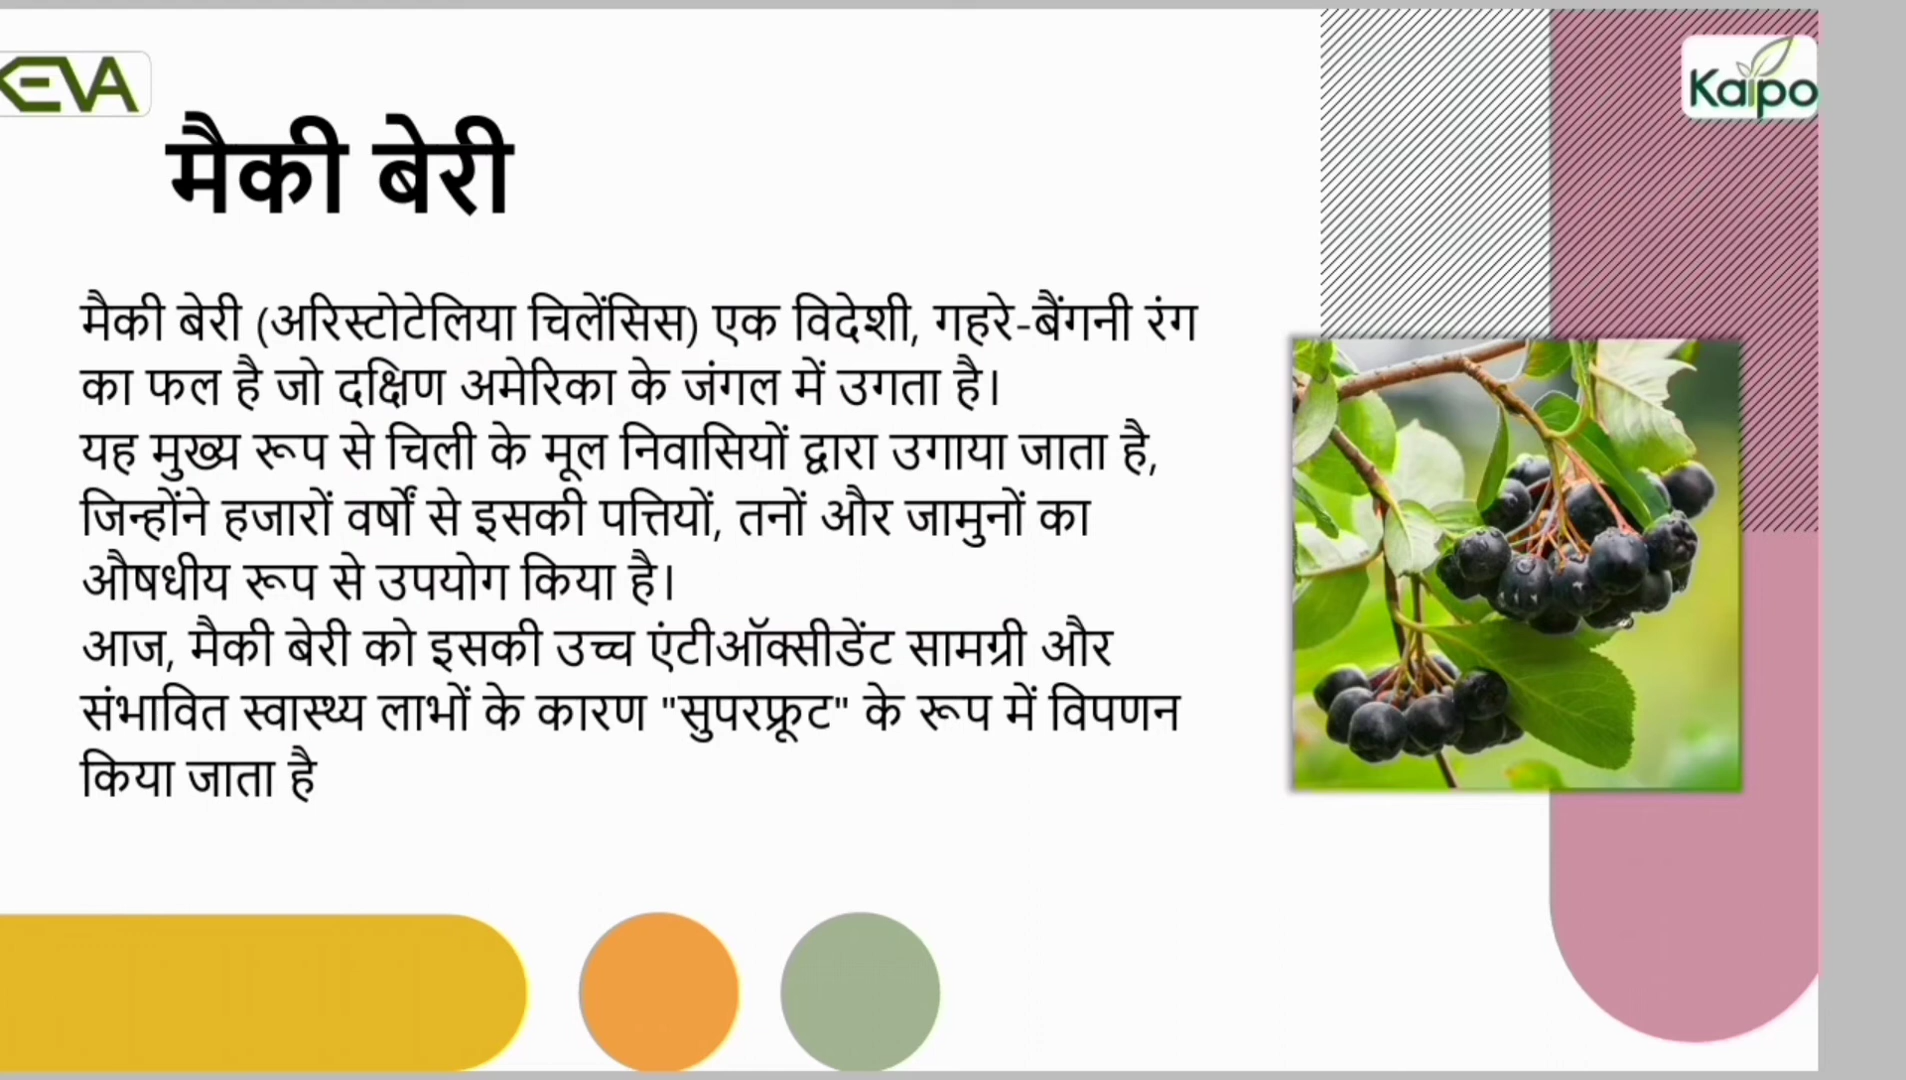 KEVA
Kaipo
मैकी बेरी
मैकी बेरी (अरिस्टोटेलिया चिलेंसिस) एक विदेशी, गहरे-बैंगनी रंग
का फल है जो दक्षिण अमेरिका के जंगल में उगता है।
यह मुख्य रूप से चिली के मूल निवासियों द्वारा उगाया जाता है,
जिन्होंने हजारों वर्षों से इसकी पत्तियों, तनों और जामुनों का
औषधीय रूप से उपयोग किया है।
आज, मैकी बेरी को इसकी उच्च एंटीऑक्सीडेंट सामग्री और
संभावित स्वास्थ्य लाभों के कारण "सुपरफ्रूट" के रूप में विपणन
किया जाता है